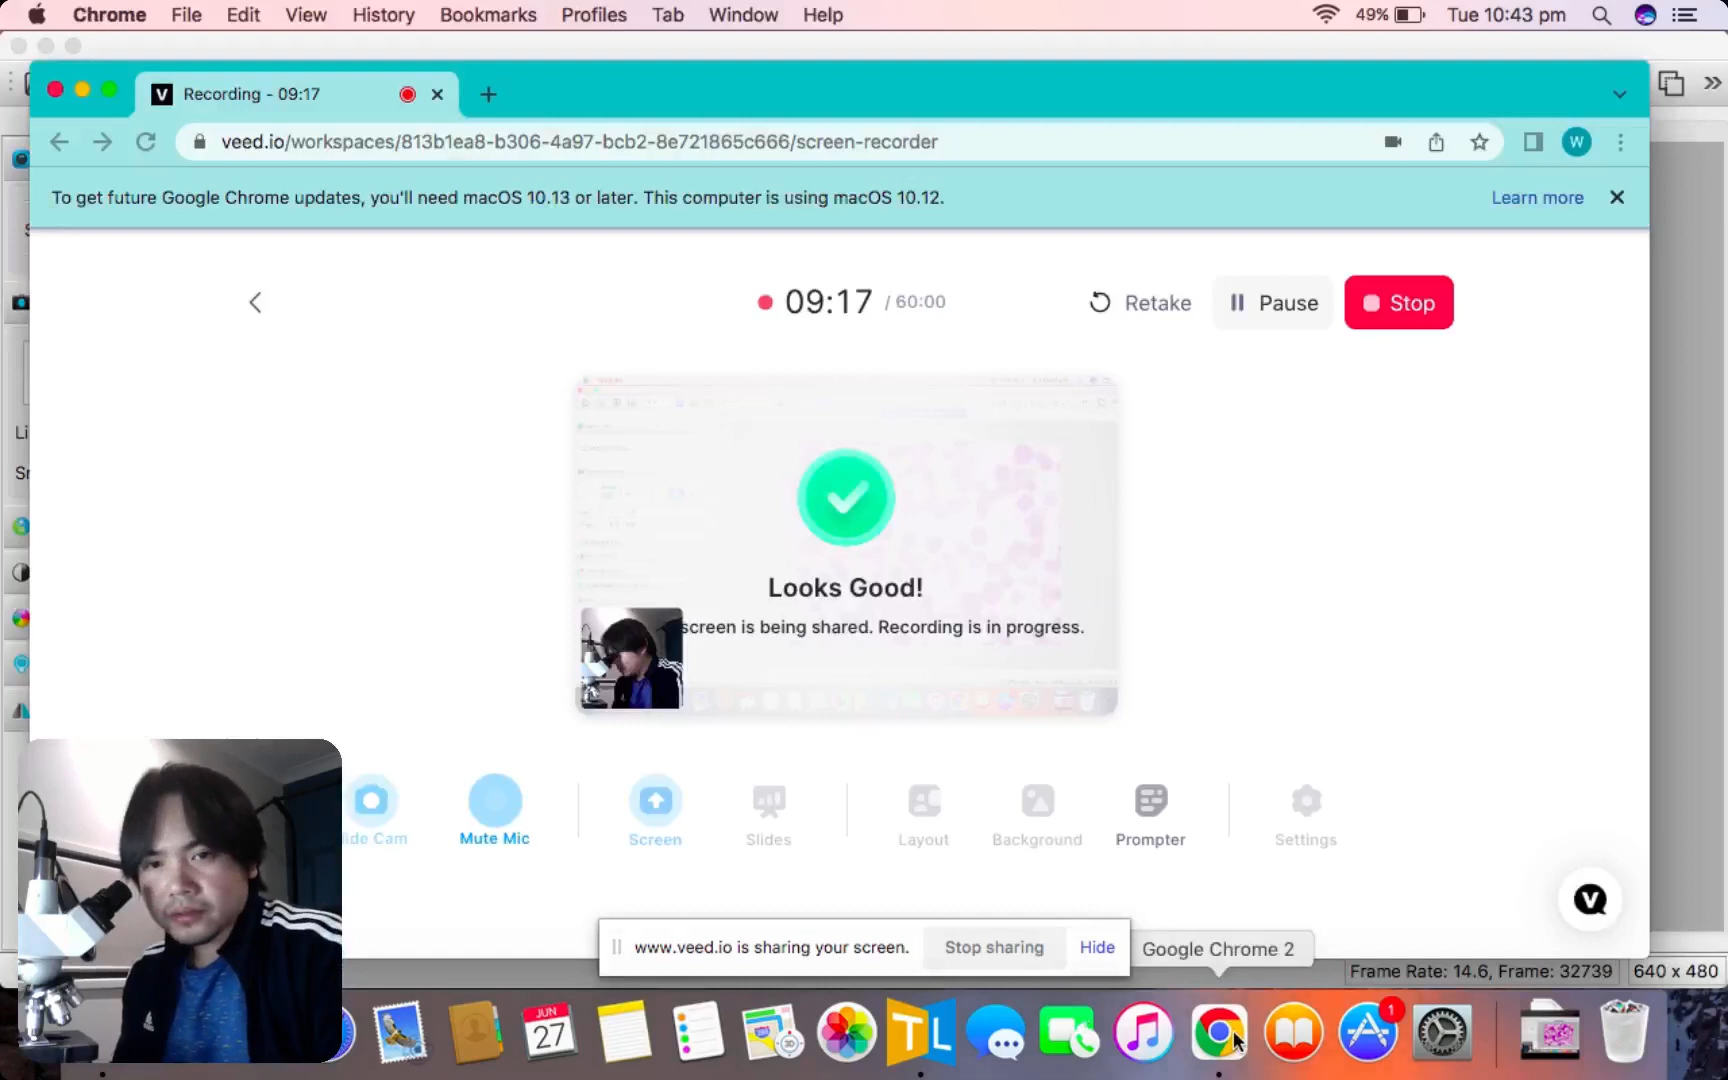 Chrome File Edit View History Bookmarks Profiles Tab Window Help 49% Tue 10:43 pm
V Recording - 09:17
veed.io/workspaces/813b1ea8-b306-4a97-bcb2-8e721865c666/screen-recorder W
To get future Google Chrome updates, you'll need macOS 10.13 or later. This computer is using macOS 10.12. Learn more
09:17 / 60:00 Retake Pause Stop
Looks Good!
screen is being shared. Recording is in progress.
Li
Sr
ide Cam Mute Mic Screen Slides Layout Background Prompter Settings
V
www.veed.io is sharing your screen. Stop sharing Hide Google Chrome 2
Frame Rate: 14.6, Frame: 32739 640 x 480
JUN
27
3D
TL
1